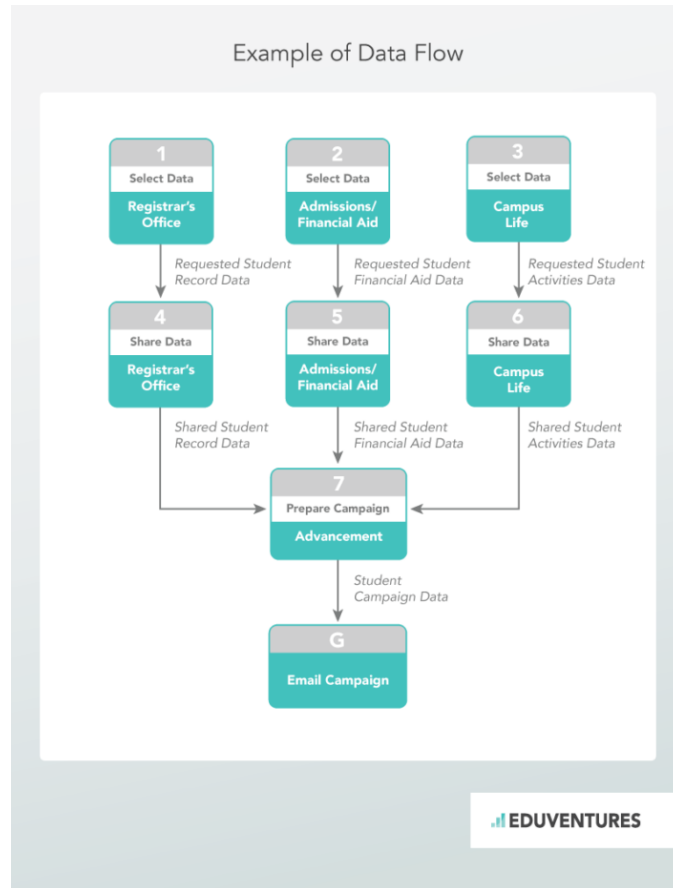 Example of Data Flow
1
Select Data
Registrar's
Office
2
Select Data
Admissions/
Financial Aid
3
Select Data
Campus
Life
Requested Student
Record Data
Requested Student
Financial Aid Data
Requested Student
Activities Data
4
Share Data
Registrar's
Office
5
Share Data
Admissions/
Financial Aid
6
Share Data
Campus
Life
Shared Student
Record Data
Shared Student
Financial Aid Data
Shared Student
Activities Data
7
Prepare Campaign
Advancement
Student
Campaign Data
G
Email Campaign
EDUVENTURES